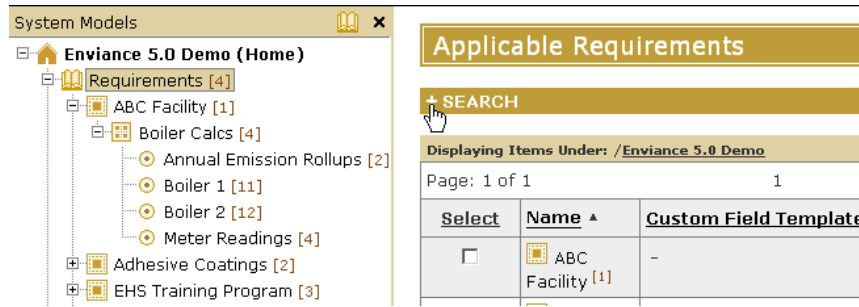 System Models
Enviance 5.0 Demo (Home)
Requirements [4]
ABC Facility [1]
Boiler Calcs [4]
Annual Emission Rollups [2]
Boiler 1 [11]
Boiler 2 [12]
Meter Readings [4]
Adhesive Coatings [2]
EHS Training Program [3]
Applicable Requirements
+ SEARCH
Displaying Items Under: /Enviance 5.0 Demo
Page: 1 of 1 1
Select Name ▲ Custom Field Template
ABC –
Facility [1]